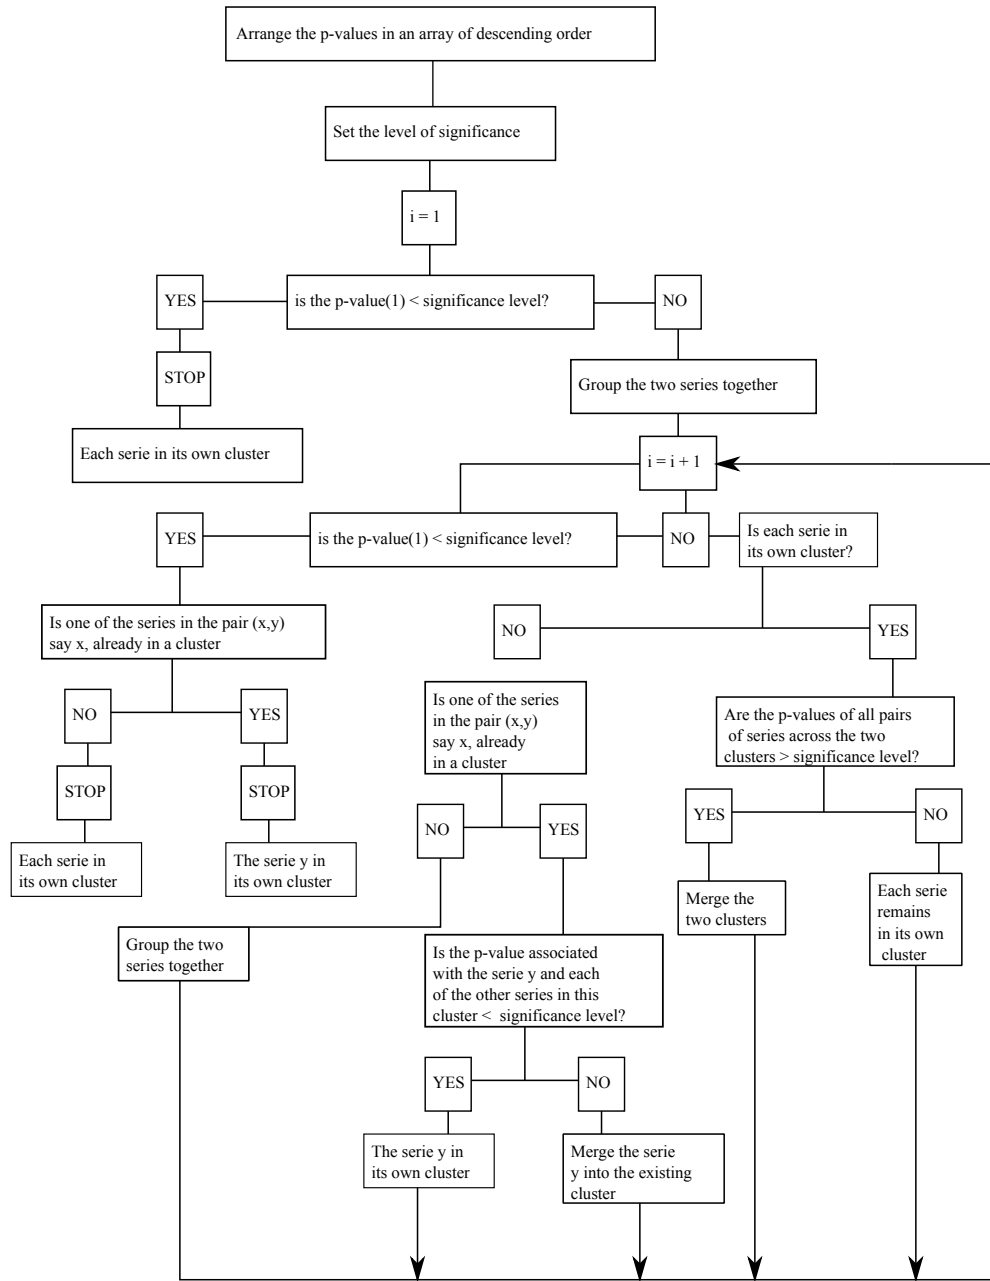 Arrange the p-values in an array of descending order
Set the level of significance
i = 1
YES
is the p-value(1) < significance level?
NO
STOP
Group the two series together
Each serie in its own cluster
i = i + 1
YES
is the p-value(1) < significance level?
NO
Is each serie in
its own cluster?
Is one of the series in the pair (x,y)
say x, already in a cluster
NO
YES
NO
YES
Is one of the series
in the pair (x,y)
say x, already
in a cluster
Are the p-values of all pairs
of series across the two
clusters > significance level?
STOP
STOP
NO
YES
YES
NO
Each serie in
its own cluster
The serie y in
its own cluster
Merge the
two clusters
Each serie
remains
in its own
cluster
Group the two
series together
Is the p-value associated
with the serie y and each
of the other series in this
cluster < significance level?
YES
NO
The serie y in
its own cluster
Merge the serie
y into the existing
cluster